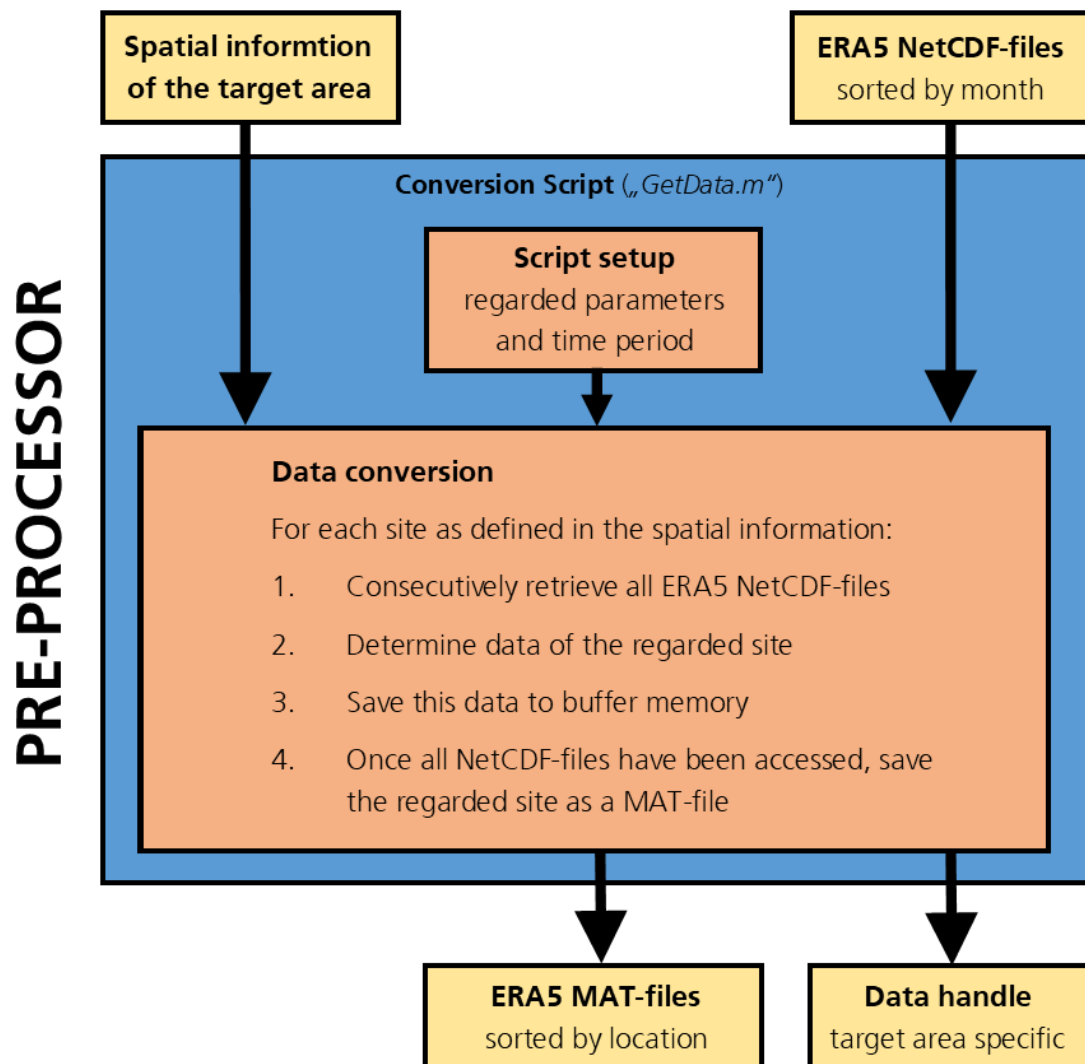 Spatial informtion
of the target area
ERA5 NetCDF-files
sorted by month
PRE-PROCESSOR
Conversion Script („GetData.m“)
Script setup
regarded parameters
and time period
Data conversion
For each site as defined in the spatial information:
1. Consecutively retrieve all ERA5 NetCDF-files
2. Determine data of the regarded site
3. Save this data to buffer memory
4. Once all NetCDF-files have been accessed, save
the regarded site as a MAT-file
ERA5 MAT-files
sorted by location
Data handle
target area specific